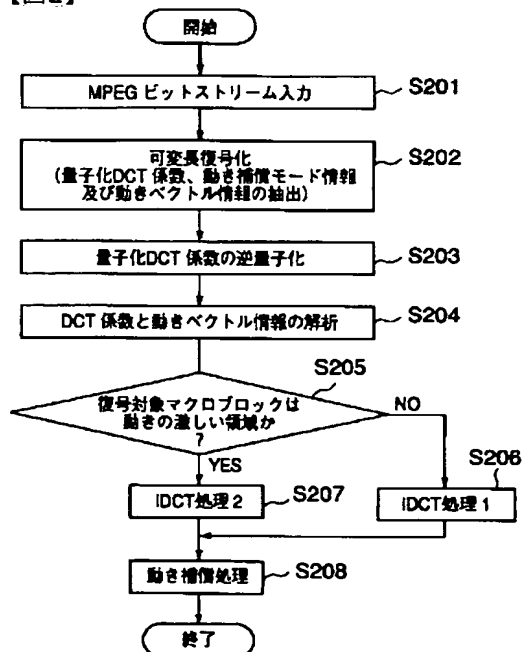 開始
MPEG ビットストリーム入力
S201
可変長復号化
(量子化DCT 係数、動き補償モード情報
及び動きベクトル情報の抽出)
S202
量子化DCT 係数の逆量子化
S203
DCT 係数と動きベクトル情報の解析
S204
S205
復号対象マクロブロックは
動きの激しい領域か
?
NO
YES
S206
IDCT処理2
S207
IDCT処理1
動き補償処理
S208
終了